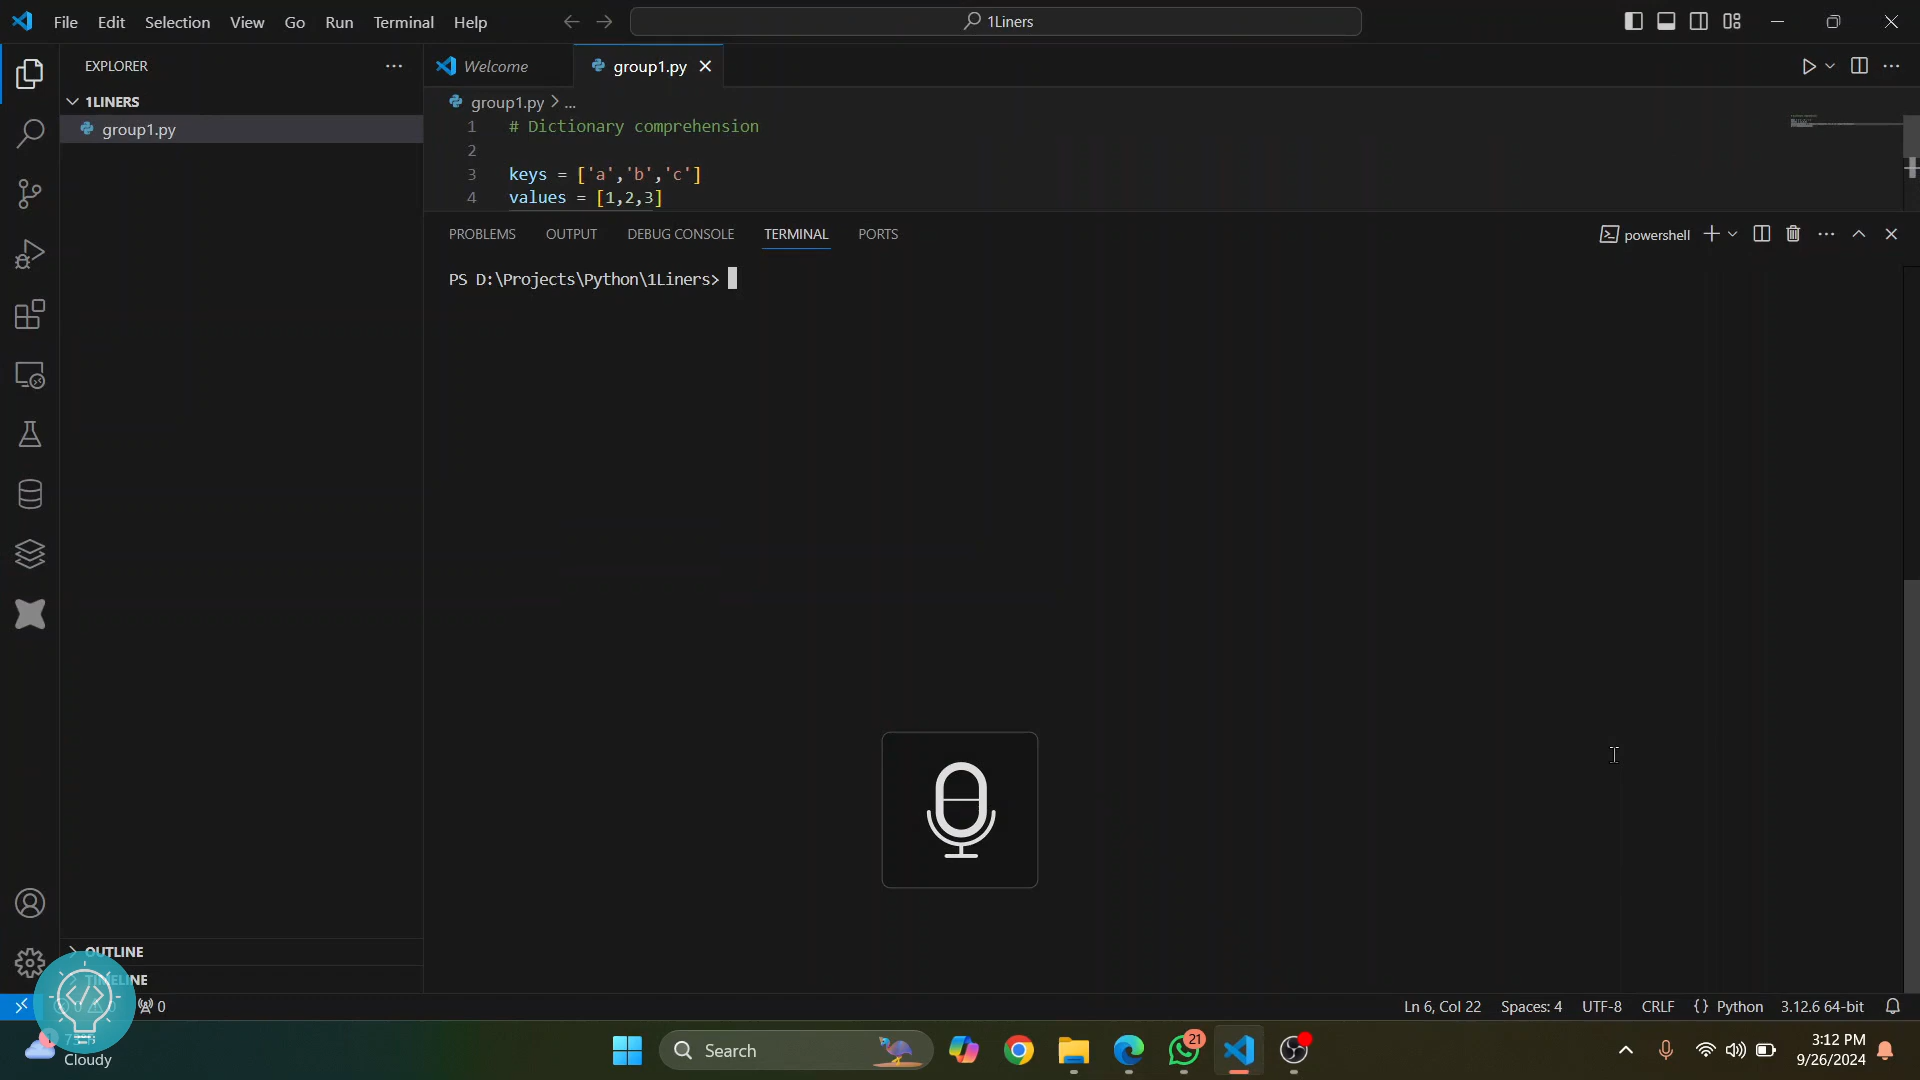 File Edit Selection View Go Run Terminal Help
1Liners
EXPLORER
1LINERS
group1.py
Welcome
group1.py
group1.py > ...
1 # Dictionary comprehension
2
3 keys = ['a','b','c']
4 values = [1,2,3]
PROBLEMS OUTPUT DEBUG CONSOLE TERMINAL PORTS
powershell
PS D:\Projects\Python\1Liners>
OUTLINE
TIMELINE
0
Ln 6, Col 22 Spaces: 4 UTF-8 CRLF {} Python 3.12.6 64-bit
Cloudy
Search
21
3:12 PM
9/26/2024